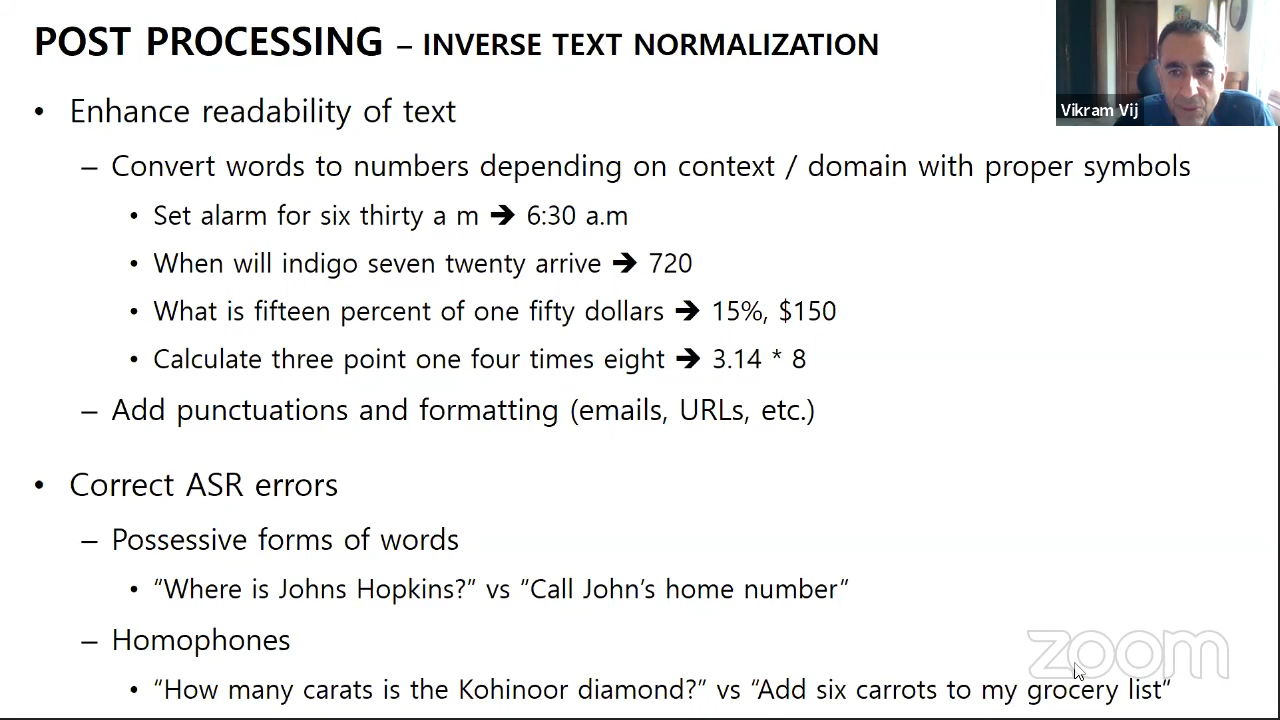 POST PROCESSING – INVERSE TEXT NORMALIZATION
Vikram Vij
• Enhance readability of text
– Convert words to numbers depending on context / domain with proper symbols
• Set alarm for six thirty a m ➔ 6:30 a.m
• When will indigo seven twenty arrive ➔ 720
• What is fifteen percent of one fifty dollars ➔ 15%, $150
• Calculate three point one four times eight ➔ 3.14 * 8
– Add punctuations and formatting (emails, URLs, etc.)
• Correct ASR errors
– Possessive forms of words
• “Where is Johns Hopkins?” vs “Call John’s home number”
– Homophones
zoom
• “How many carats is the Kohinoor diamond?” vs “Add six carrots to my grocery list”